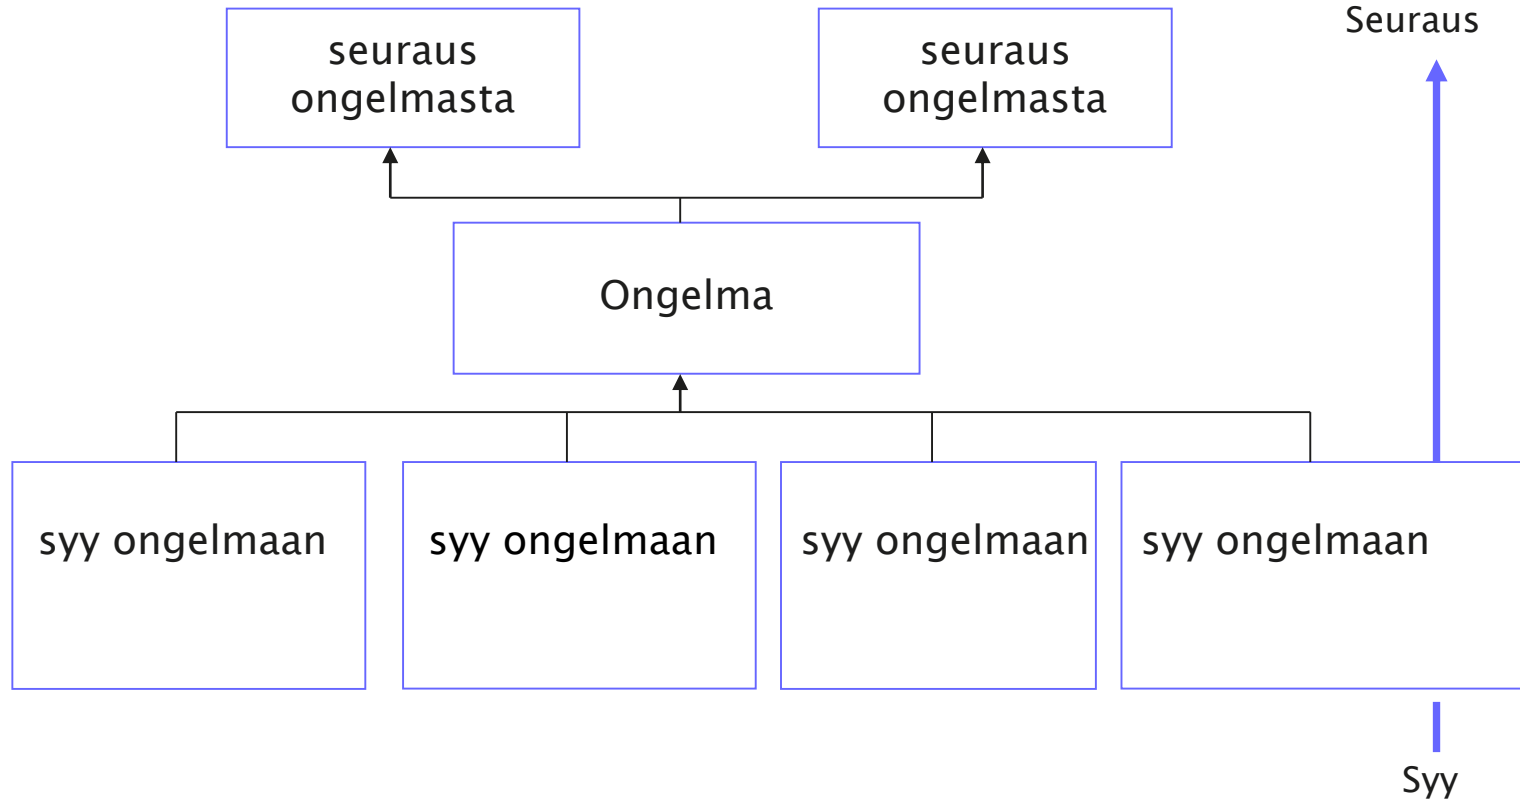 Seuraus
seuraus
ongelmasta
seuraus
ongelmasta
Ongelma
syy ongelmaan
syy ongelmaan
syy ongelmaan
syy ongelmaan
Syy